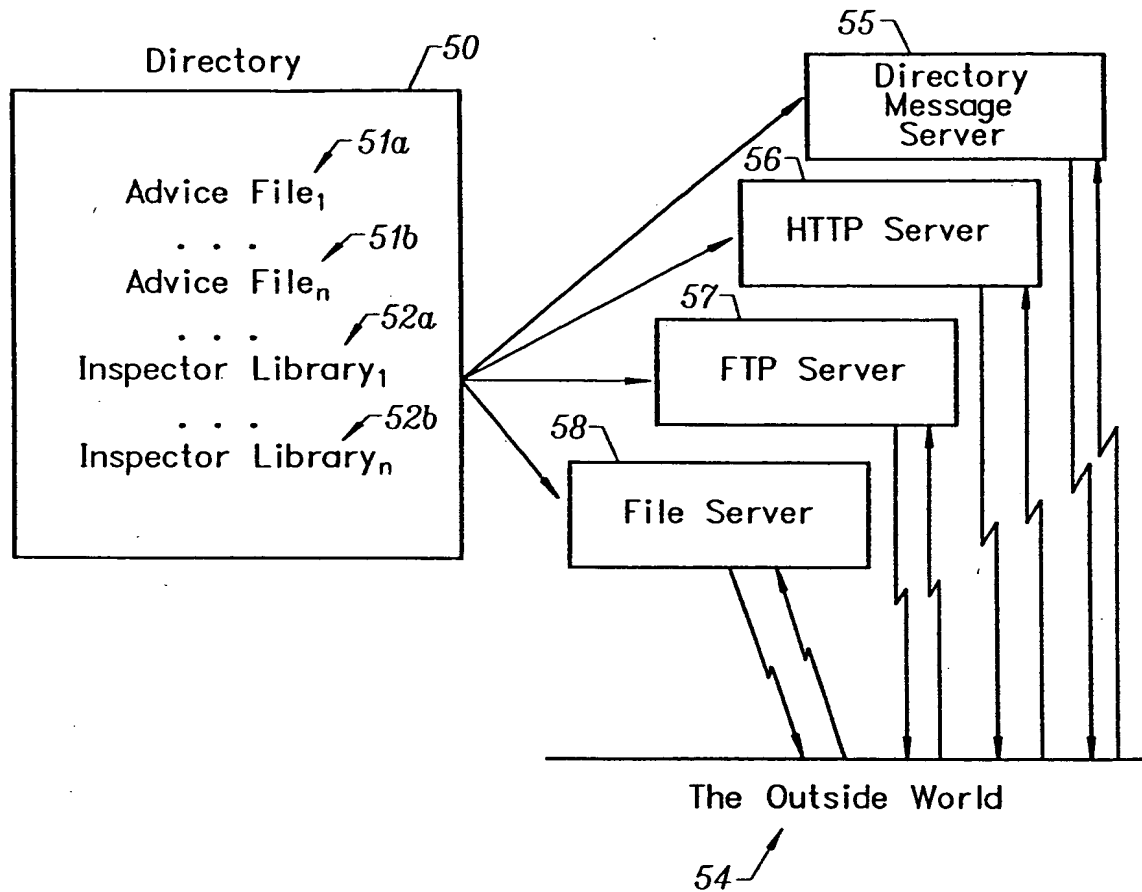 Directory
50
51a
Advice File1
. . .
51b
Advice Filen
. . .
52a
Inspector Library1
. . .
52b
Inspector Libraryn
55
Directory
Message
Server
56
HTTP Server
57
FTP Server
58
File Server
The Outside World
54